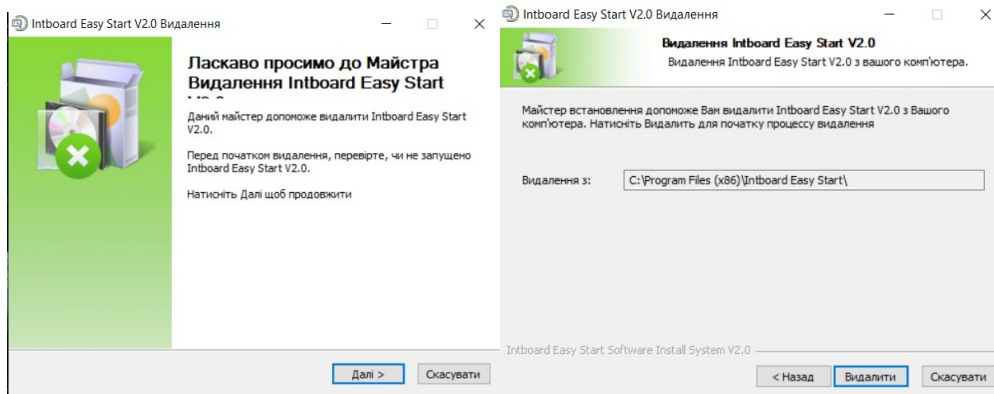 Intboard Easy Start V2.0 Видалення
Ласкаво просимо до Майстра
Видалення Intboard Easy Start
Даний майстер допоможе видалити Intboard Easy Start
V2.0.
Перед початком видалення, перевірте, чи не запущено
Intboard Easy Start V2.0.
Натисніть Далі щоб продовжити
Далі >
Скасувати
Intboard Easy Start V2.0 Видалення
Видалення Intboard Easy Start V2.0
Видалення Intboard Easy Start V2.0 з вашого комп'ютера.
Майстер встановлення допоможе Вам видалити Intboard Easy Start V2.0 з Вашого
комп'ютера. Натисніть Видалить для початку процессу видалення
Видалення з:
C:\Program Files (x86)\Intboard Easy Start\
Intboard Easy Start Software Install System V2.0
< Назад
Видалити
Скасувати